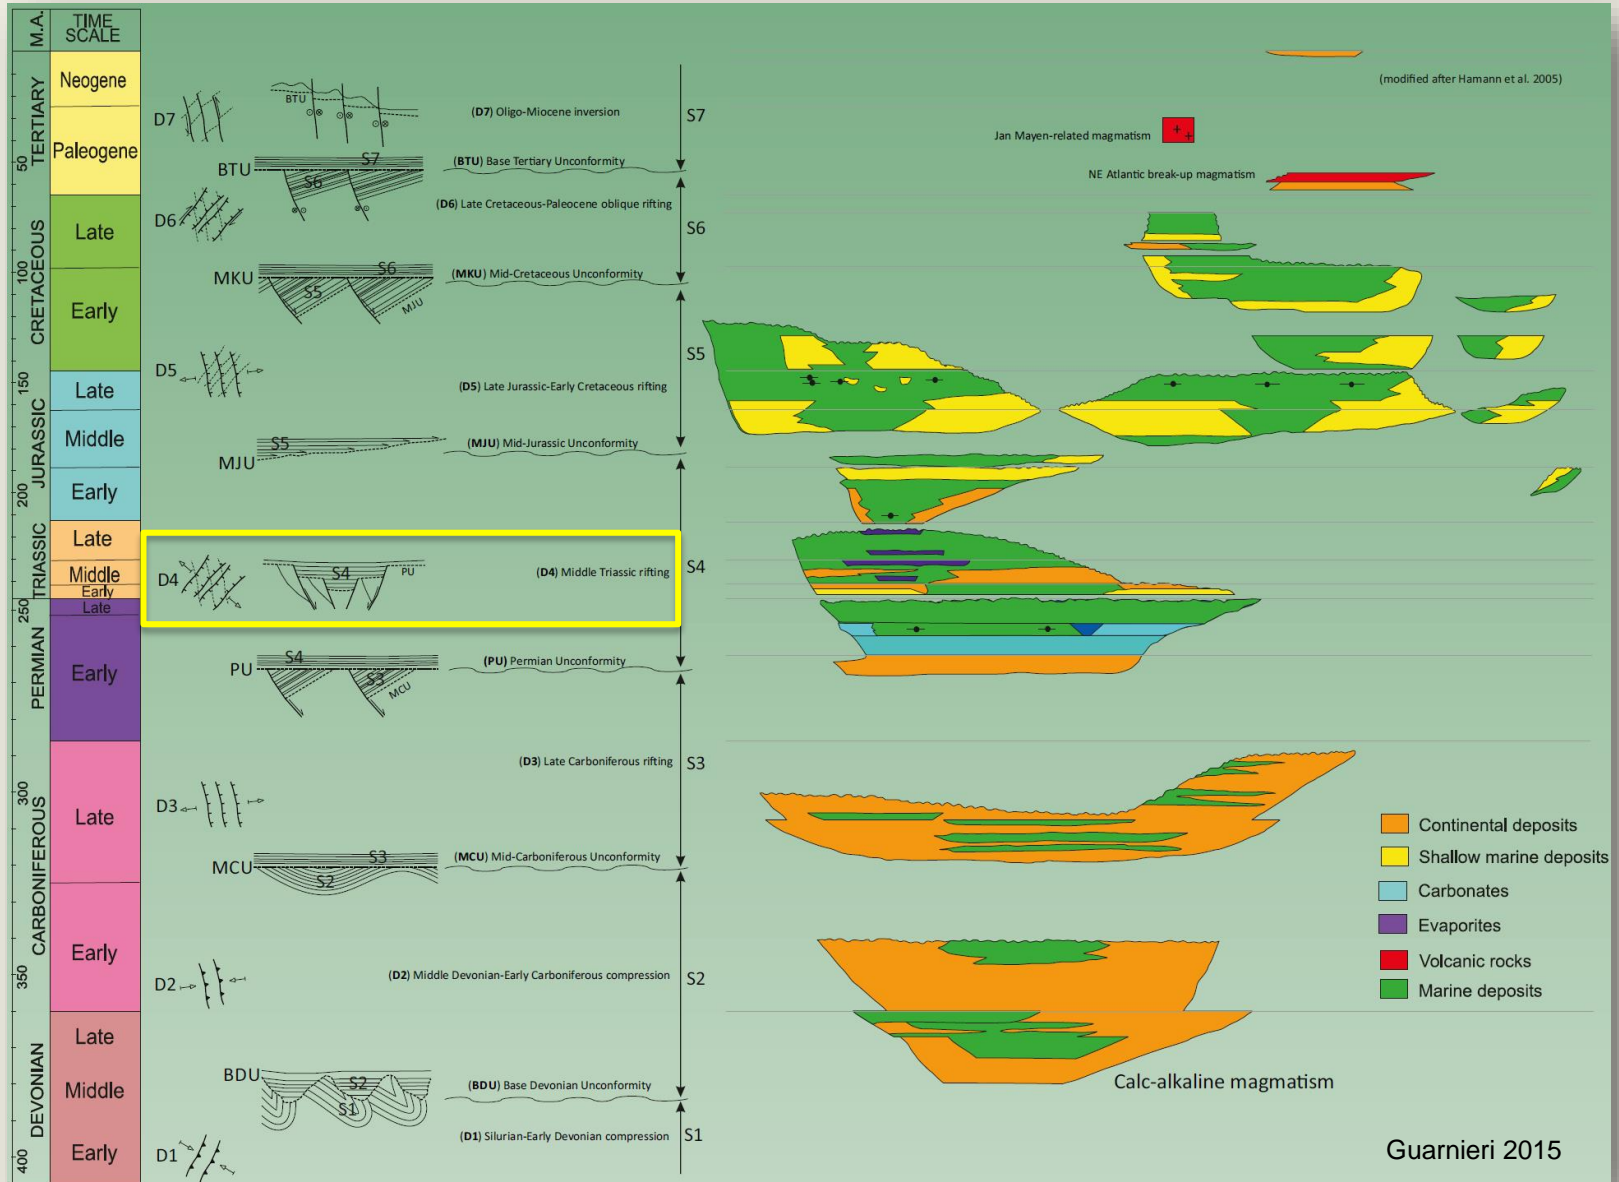 M.A.
TIME
SCALE
TERTIARY
CRETACEOUS
JURASSIC
TRIASSIC
PERMIAN
CARBONIFEROUS
DEVONIAN
50
100
150
200
250
300
350
400
Neogene
Paleogene
Late
Early
Late
Middle
Early
Late
Middle
Early
Late
Early
Late
Early
Late
Middle
Early
D7
BTU
(D7) Oligo-Miocene inversion
S7
BTU
S7
S6
(BTU) Base Tertiary Unconformity
D6
(D6) Late Cretaceous-Paleocene oblique rifting
S6
MKU
S6
S5
MJU
(MKU) Mid-Cretaceous Unconformity
S5
D5
(D5) Late Jurassic-Early Cretaceous rifting
MJU
S5
(MJU) Mid-Jurassic Unconformity
D4
S4
PU
(D4) Middle Triassic rifting
S4
PU
S4
S3
MCU
(PU) Permian Unconformity
(D3) Late Carboniferous rifting
S3
D3
MCU
S3
S2
(MCU) Mid-Carboniferous Unconformity
D2
(D2) Middle Devonian-Early Carboniferous compression
S2
BDU
S2
S1
(BDU) Base Devonian Unconformity
D1
(D1) Silurian-Early Devonian compression
S1
(modified after Hamann et al. 2005)
Jan Mayen-related magmatism
NE Atlantic break-up magmatism
Continental deposits
Shallow marine deposits
Carbonates
Evaporites
Volcanic rocks
Marine deposits
Calc-alkaline magmatism
Guarnieri 2015